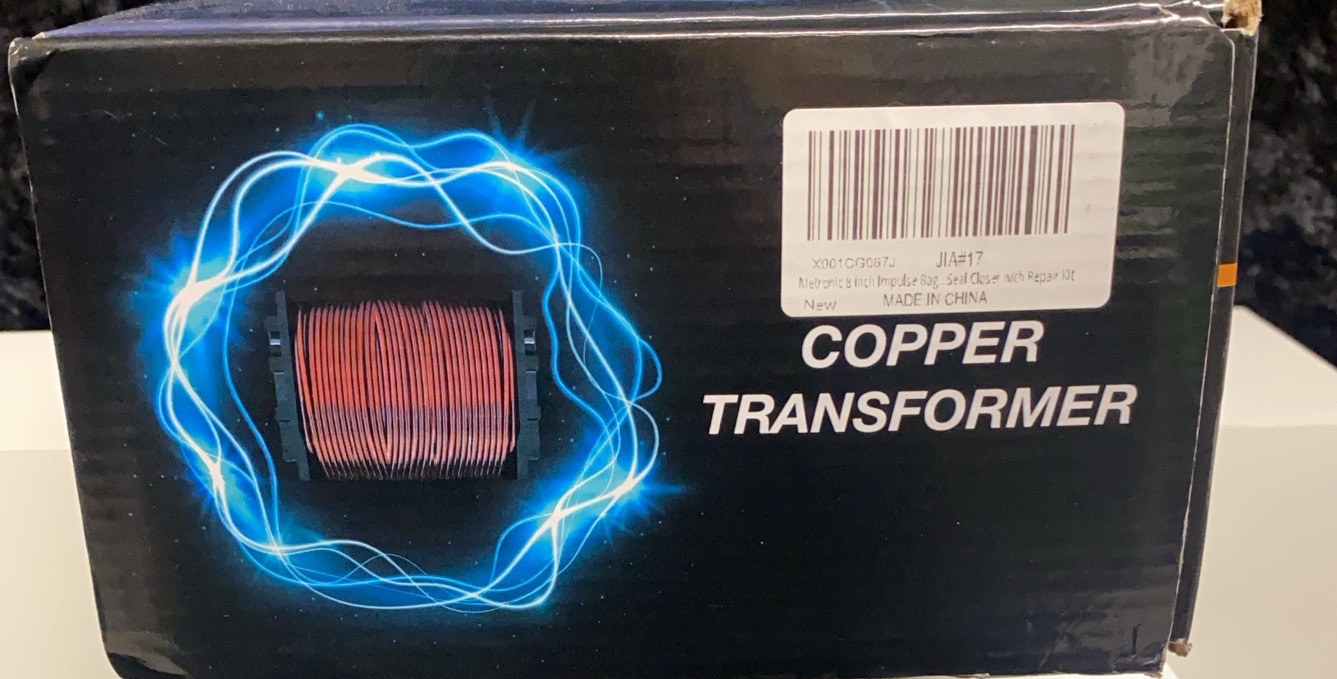 X001CG067J JIA#17
Metronic 8 inch Impulse Bag...Seal Closer with Repair Kit
New MADE IN CHINA
COPPER
TRANSFORMER